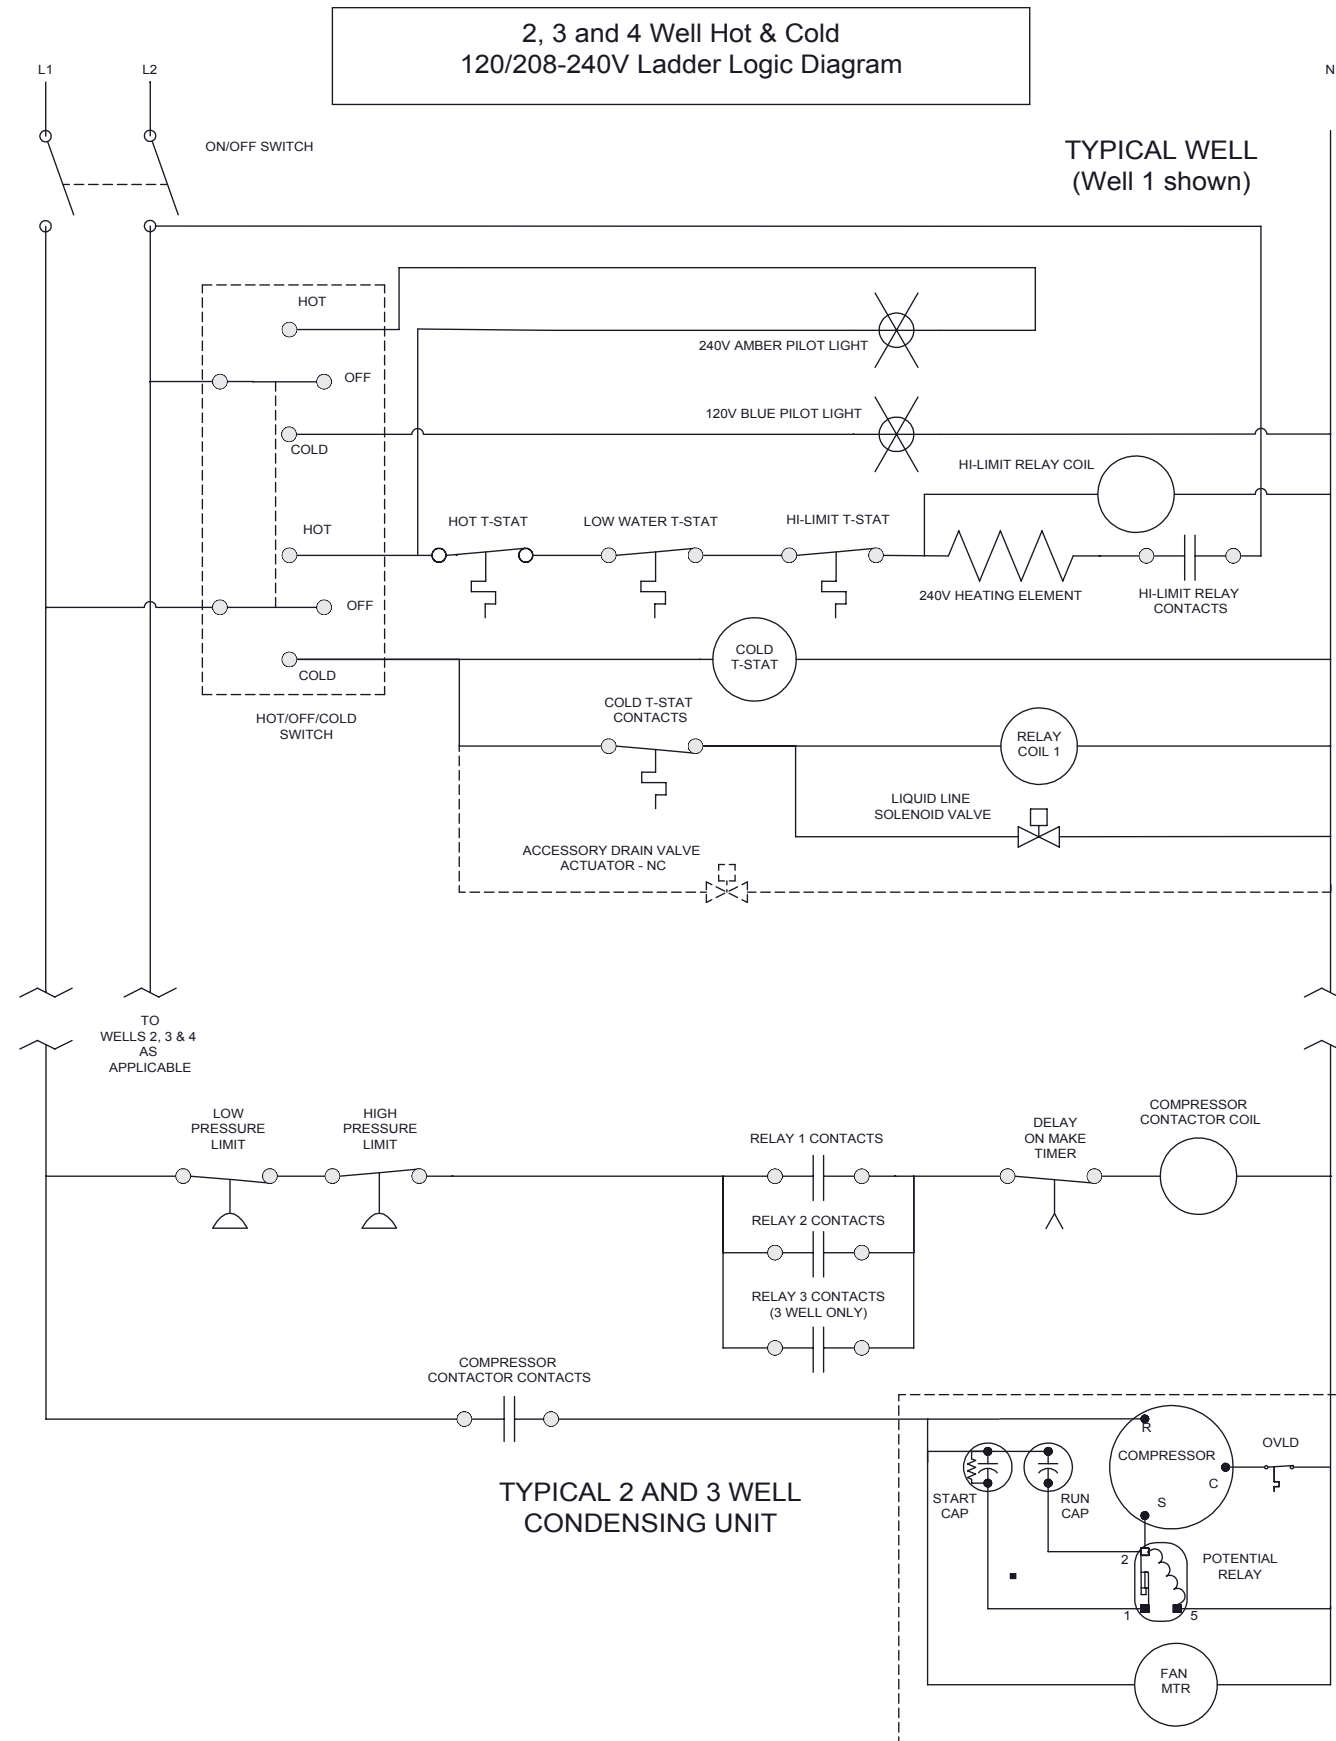 2, 3 and 4 Well Hot & Cold
120/208-240V Ladder Logic Diagram
L1
L2
N
ON/OFF SWITCH
TYPICAL WELL
(Well 1 shown)
HOT
240V AMBER PILOT LIGHT
OFF
120V BLUE PILOT LIGHT
COLD
HI-LIMIT RELAY COIL
HOT
HOT T-STAT
LOW WATER T-STAT
HI-LIMIT T-STAT
240V HEATING ELEMENT
HI-LIMIT RELAY
CONTACTS
OFF
COLD
T-STAT
COLD
HOT/OFF/COLD
SWITCH
COLD T-STAT
CONTACTS
RELAY
COIL 1
LIQUID LINE
SOLENOID VALVE
ACCESSORY DRAIN VALVE
ACTUATOR - NC
TO
WELLS 2, 3 & 4
AS
APPLICABLE
LOW
PRESSURE
LIMIT
HIGH
PRESSURE
LIMIT
RELAY 1 CONTACTS
DELAY
ON MAKE
TIMER
COMPRESSOR
CONTACTOR COIL
RELAY 2 CONTACTS
RELAY 3 CONTACTS
(3 WELL ONLY)
COMPRESSOR
CONTACTOR CONTACTS
R
COMPRESSOR
OVLD
C
S
START
CAP
RUN
CAP
TYPICAL 2 AND 3 WELL
CONDENSING UNIT
2
POTENTIAL
RELAY
1
5
FAN
MTR